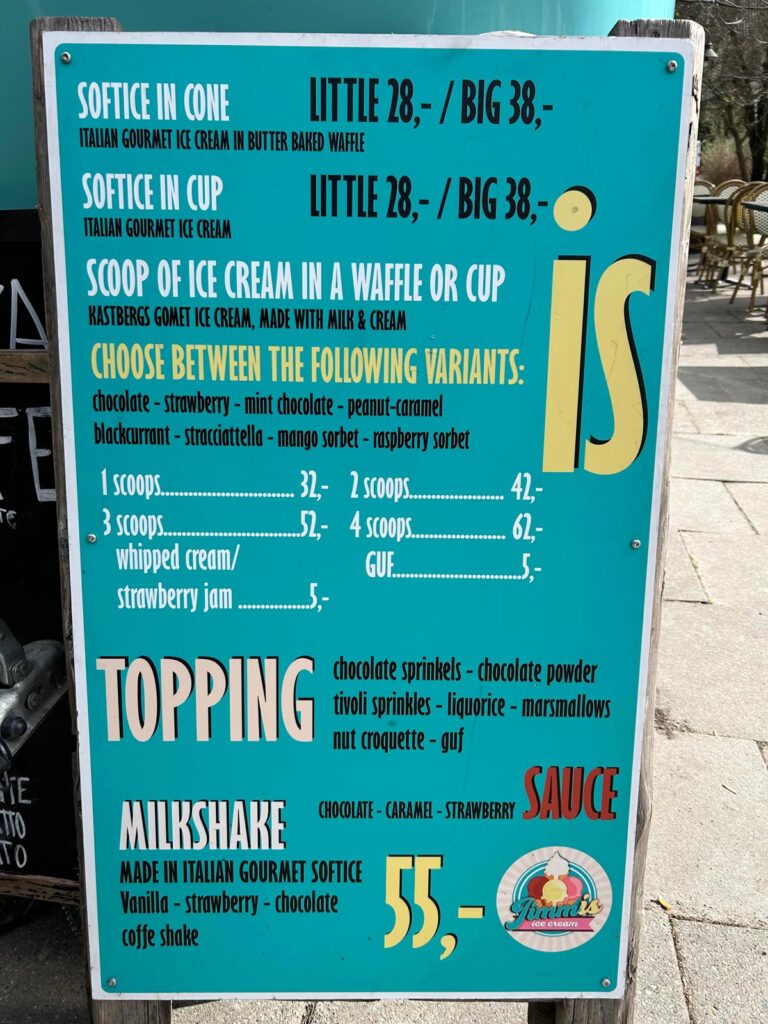 SOFTICE IN CONE LITTLE 28,- / BIG 38,-
ITALIAN GOURMET ICE CREAM IN BUTTER BAKED WAFFLE
SOFTICE IN CUP LITTLE 28,- / BIG 38,-
ITALIAN GOURMET ICE CREAM
is
SCOOP OF ICE CREAM IN A WAFFLE OR CUP
KASTBERGS GOMET ICE CREAM, MADE WITH MILK & CREAM
CHOOSE BETWEEN THE FOLLOWING VARIANTS:
chocolate - strawberry - mint chocolate - peanut-caramel
blackcurrant - stracciattella - mango sorbet - raspberry sorbet
1 scoops............................ 32,- 2 scoops.................... 42,-
3 scoops............................52,- 4 scoops.................... 62,-
whipped cream/ GUF...........................5,-
strawberry jam ...............5,-
TOPPING
chocolate sprinkels - chocolate powder
tivoli sprinkles - liquorice - marsmallows
nut croquette - guf
CHOCOLATE - CARAMEL - STRAWBERRY SAUCE
MILKSHAKE
MADE IN ITALIAN GOURMET SOFTICE
Vanilla - strawberry - chocolate
coffe shake
55,-
Jimmis
ice cream